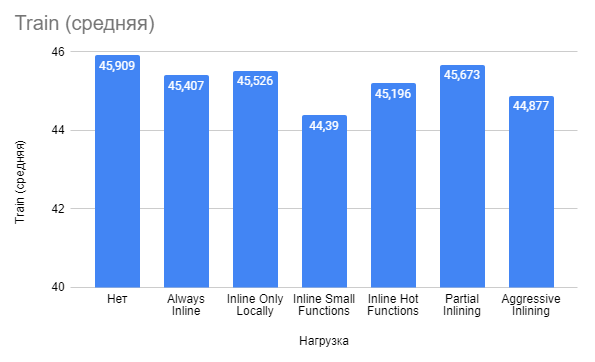 Train (средняя)
46
44
42
40
Train (средняя)
45,909
45,407
45,526
44,39
45,196
45,673
44,877
Нет
Always
Inline
Inline Only
Locally
Inline Small
Functions
Inline Hot
Functions
Partial
Inlining
Aggressive
Inlining
Нагрузка